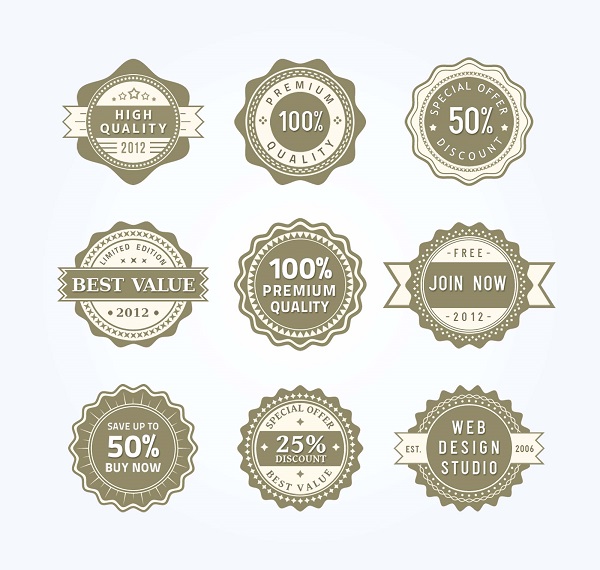 HIGH
QUALITY
2012
PREMIUM
100%
QUALITY
SPECIAL OFFER
50%
DISCOUNT
LIMITED EDITION
BEST VALUE
2012
100%
PREMIUM
QUALITY
-FREE-
JOIN NOW
-2012-
SAVE UP TO
50%
BUY NOW
SPECIAL OFFER
25%
DISCOUNT
BEST VALUE
WEB
EST. DESIGN 2006
STUDIO